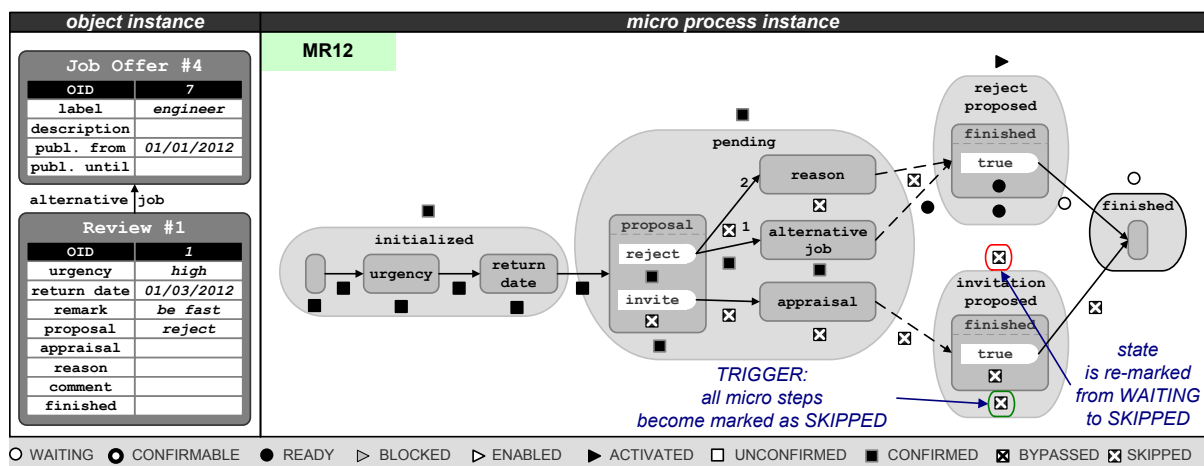 object instance
micro process instance
MR12
Job Offer #4
OID 7
label engineer
description
publ. from 01/01/2012
publ. until
alternative job
Review #1
OID 1
urgency high
return date 01/03/2012
remark be fast
proposal reject
appraisal
reason
comment
finished
initialized
urgency
return
date
pending
proposal
reject
invite
2
1
reason
alternative
job
appraisal
reject
proposed
finished
true
invitation
proposed
finished
true
finished
TRIGGER:
all micro steps
become marked as SKIPPED
state
is re-marked
from WAITING
to SKIPPED
WAITING CONFIRMABLE READY BLOCKED ENABLED ACTIVATED UNCONFIRMED CONFIRMED BYPASSED SKIPPED